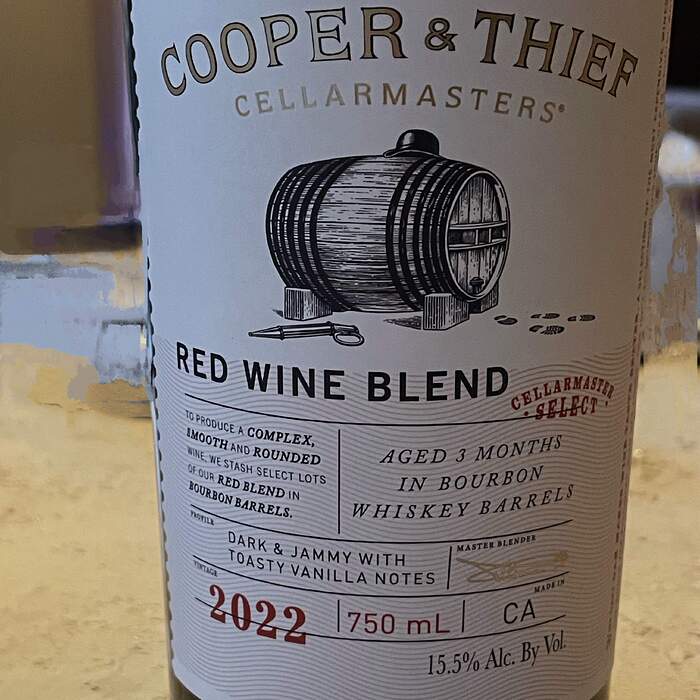 COOPER & THIEF
CELLARMASTERS®
RED WINE BLEND
CELLARMASTER
• SELECT •
TO PRODUCE A COMPLEX,
SMOOTH AND ROUNDED
WINE, WE STASH SELECT LOTS
OF OUR RED BLEND IN
BOURBON BARRELS.
AGED 3 MONTHS
IN BOURBON
WHISKEY BARRELS
PROFILE
DARK & JAMMY WITH
TOASTY VANILLA NOTES
MASTER BLENDER
VINTAGE
2022
750 mL
MADE IN
CA
15.5% Alc. By Vol.